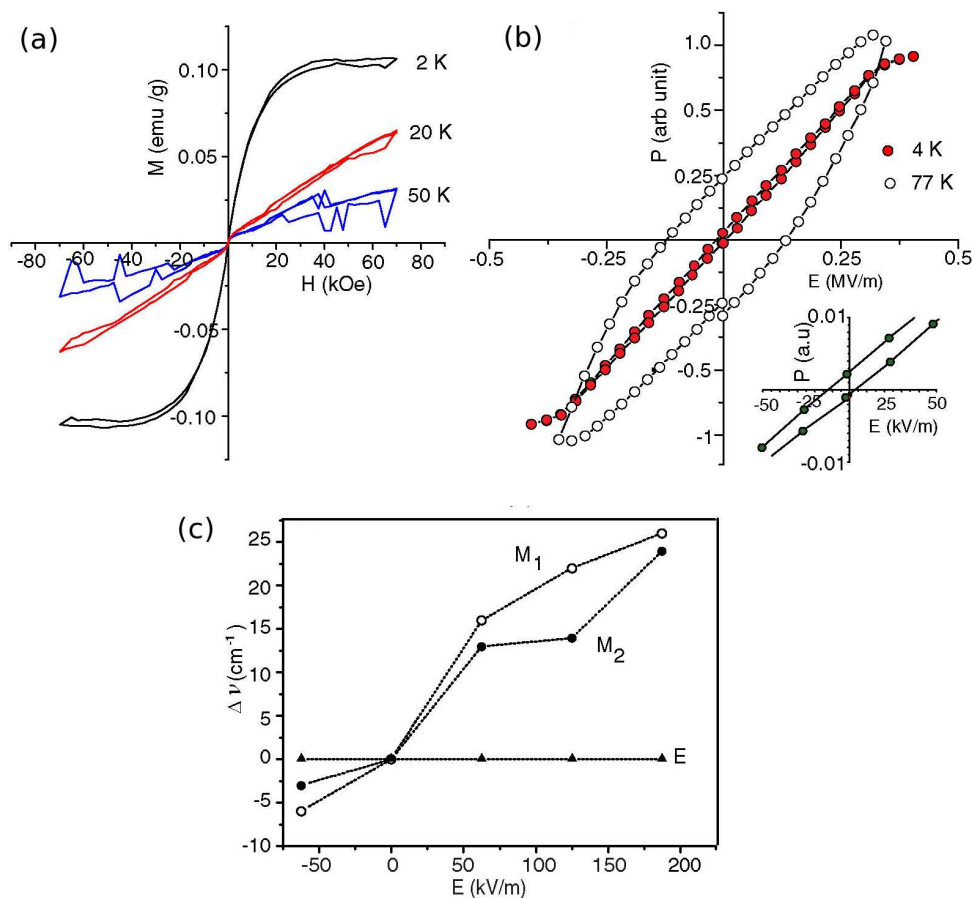 (a)
M (emu /g)
0.10
0.05
-0.05
-0.10
-80 -60 -40 -20 0 20 40 60 80
H (kOe)
2 K
20 K
50 K
(b)
P (arb unit)
1.0
0.5
0.25
-0.25
-0.5
-1
-0.5 -0.25 0.25 0.5
E (MV/m)
4 K
77 K
0.01
P (a.u)
-50 -25 0 25 50
E (kV/m)
-0.01
(c)
Δ ν (cm⁻¹)
25
20
15
10
5
0
-5
-10
M₁
M₂
E
-50 0 50 100 150 200
E (kV/m)